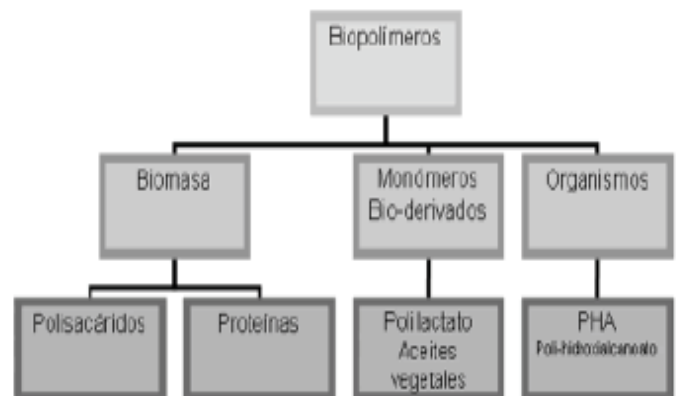 Biopolímeros
Biomasa
Monómeros
Bio-derivados
Organismos
Polisacáridos
Proteínas
Polilactato
Aceites
vegetales
PHA
Poli-hidroxialcanoato